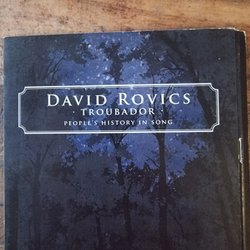 DAVID ROVICS
· TROUBADOR ·
PEOPLE'S HISTORY IN SONG